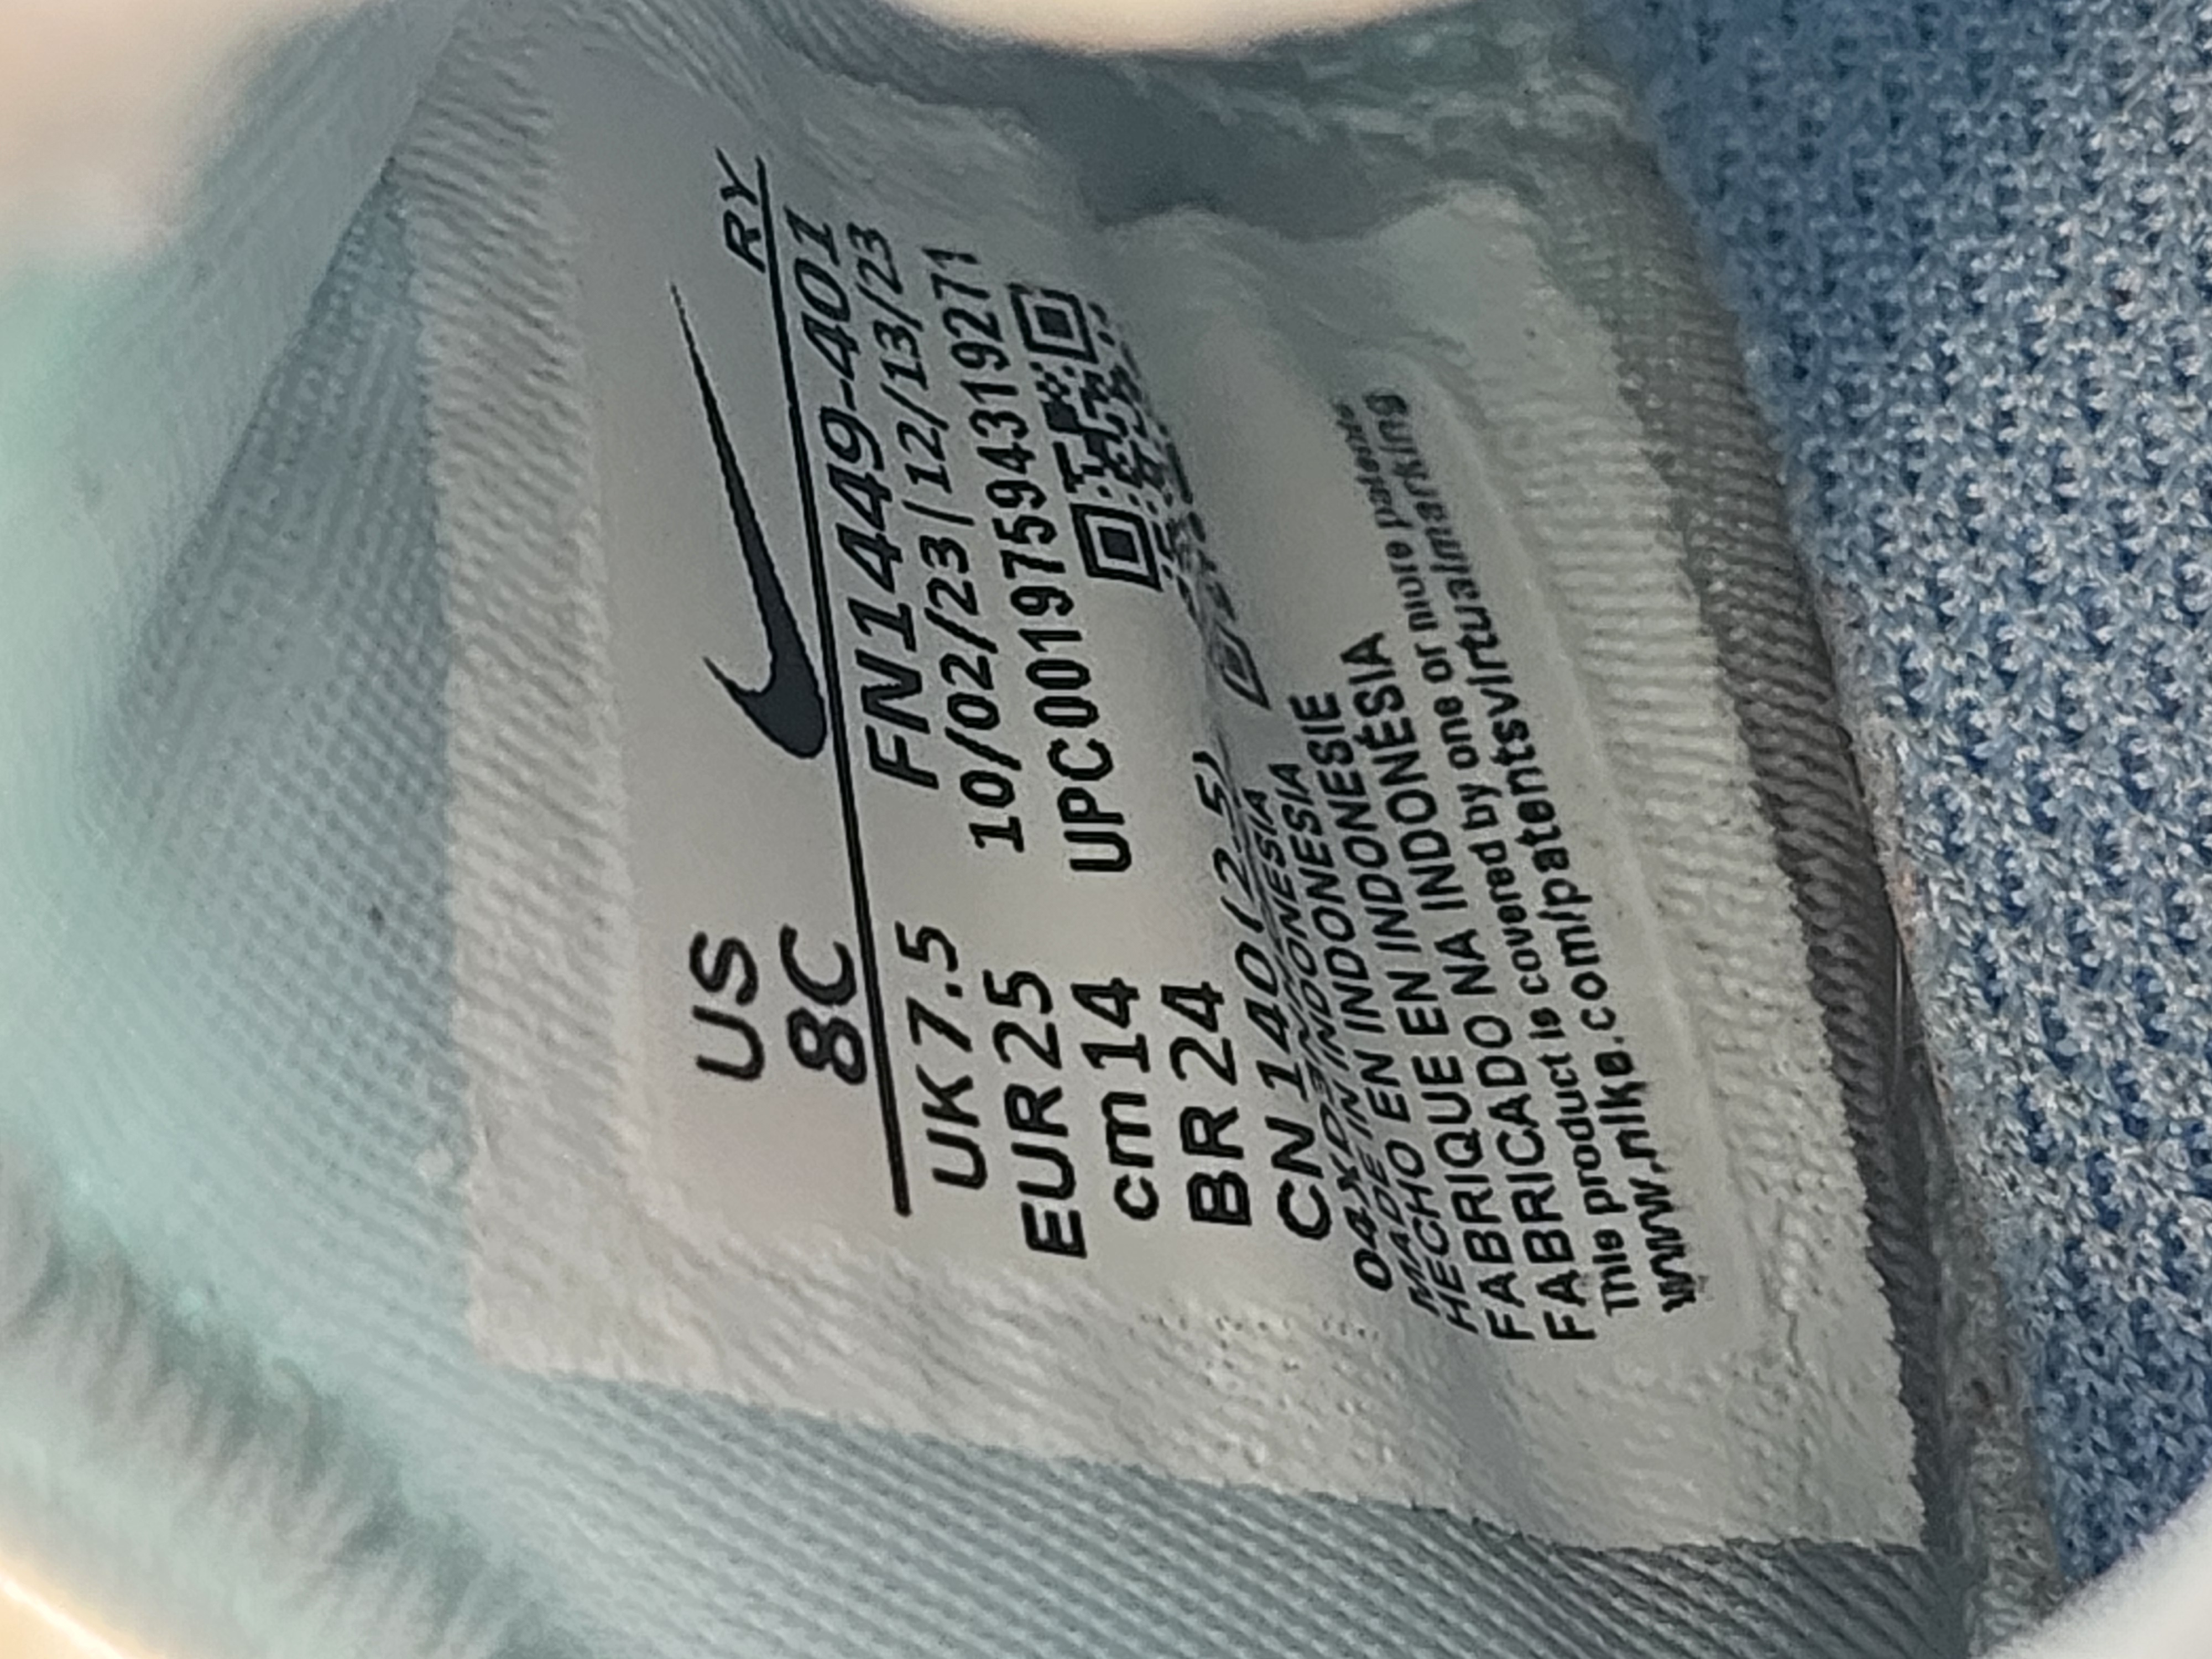 US
8C
RY
UK 7.5
FN1449-401
EUR 25
10/02/23|12/13/23
cm 14
UPC00197594319271
BR 24
CN 140(2.5)
MADE IN INDONESIA
HECHO EN INDONESIA
FABRIQUE EN INDONESIE
FABRICADO NA INDONÉSIA
This product is covered by one or more patents
www.nike.com/patentsvirtualmarking